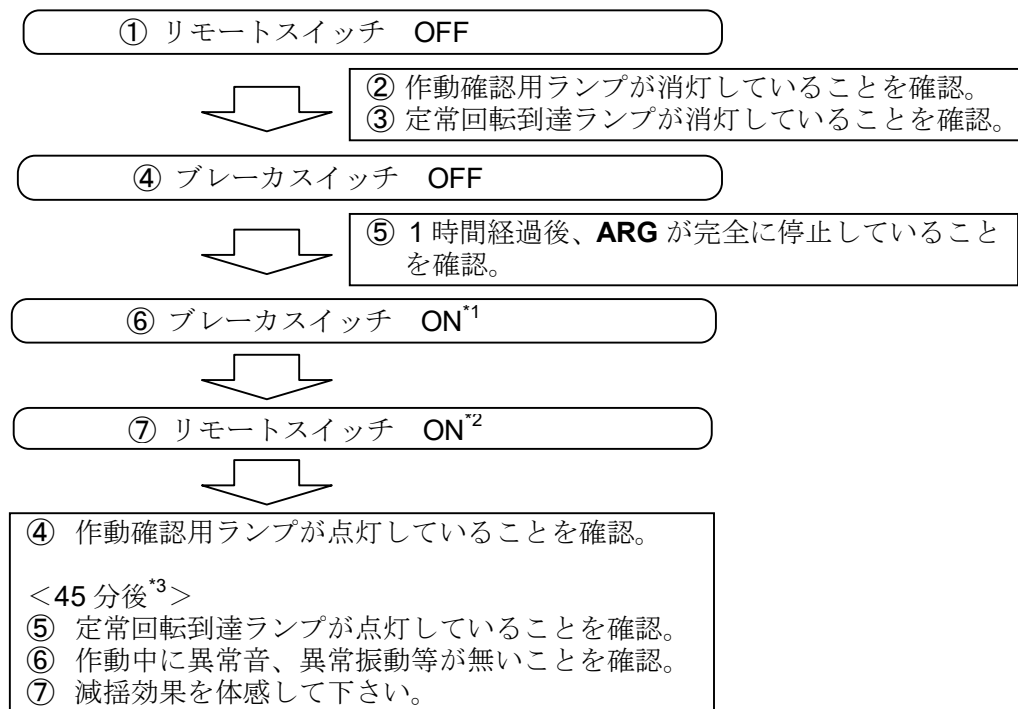 ① リモートスイッチ OFF
② 作動確認用ランプが消灯していることを確認。
③ 定常回転到達ランプが消灯していることを確認。
④ ブレーカスイッチ OFF
⑤ 1時間経過後、ARG が完全に停止していること
を確認。
⑥ ブレーカスイッチ ON*1
⑦ リモートスイッチ ON*2
④ 作動確認用ランプが点灯していることを確認。
＜45分後*3＞
⑤ 定常回転到達ランプが点灯していることを確認。
⑥ 作動中に異常音、異常振動等が無いことを確認。
⑦ 減揺効果を体感して下さい。